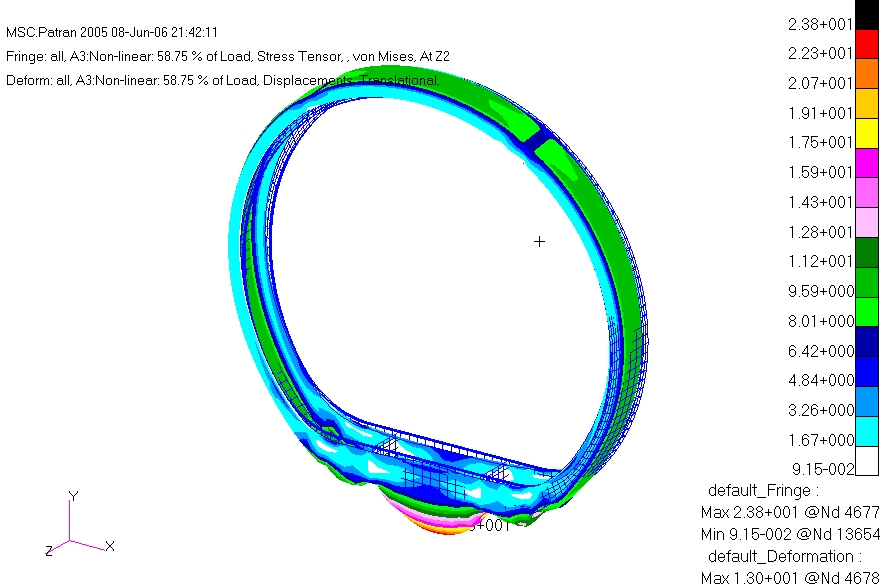 MSC.Patran 2005 08-Jun-06 21:42:11
Fringe: all, A3:Non-linear: 58.75 % of Load, Stress Tensor, , von Mises, At Z2
Deform: all, A3:Non-linear: 58.75 % of Load, Displacements, Translational,
2.38+001
2.23+001
2.07+001
1.91+001
1.75+001
1.59+001
1.43+001
1.28+001
1.12+001
9.59+000
8.01+000
6.42+000
4.84+000
3.26+000
1.67+000
9.15-002
default_Fringe :
Max 2.38+001 @Nd 4677
Min 9.15-002 @Nd 13654
default_Deformation :
Max 1.30+001 @Nd 4678
+001
Y
X
Z